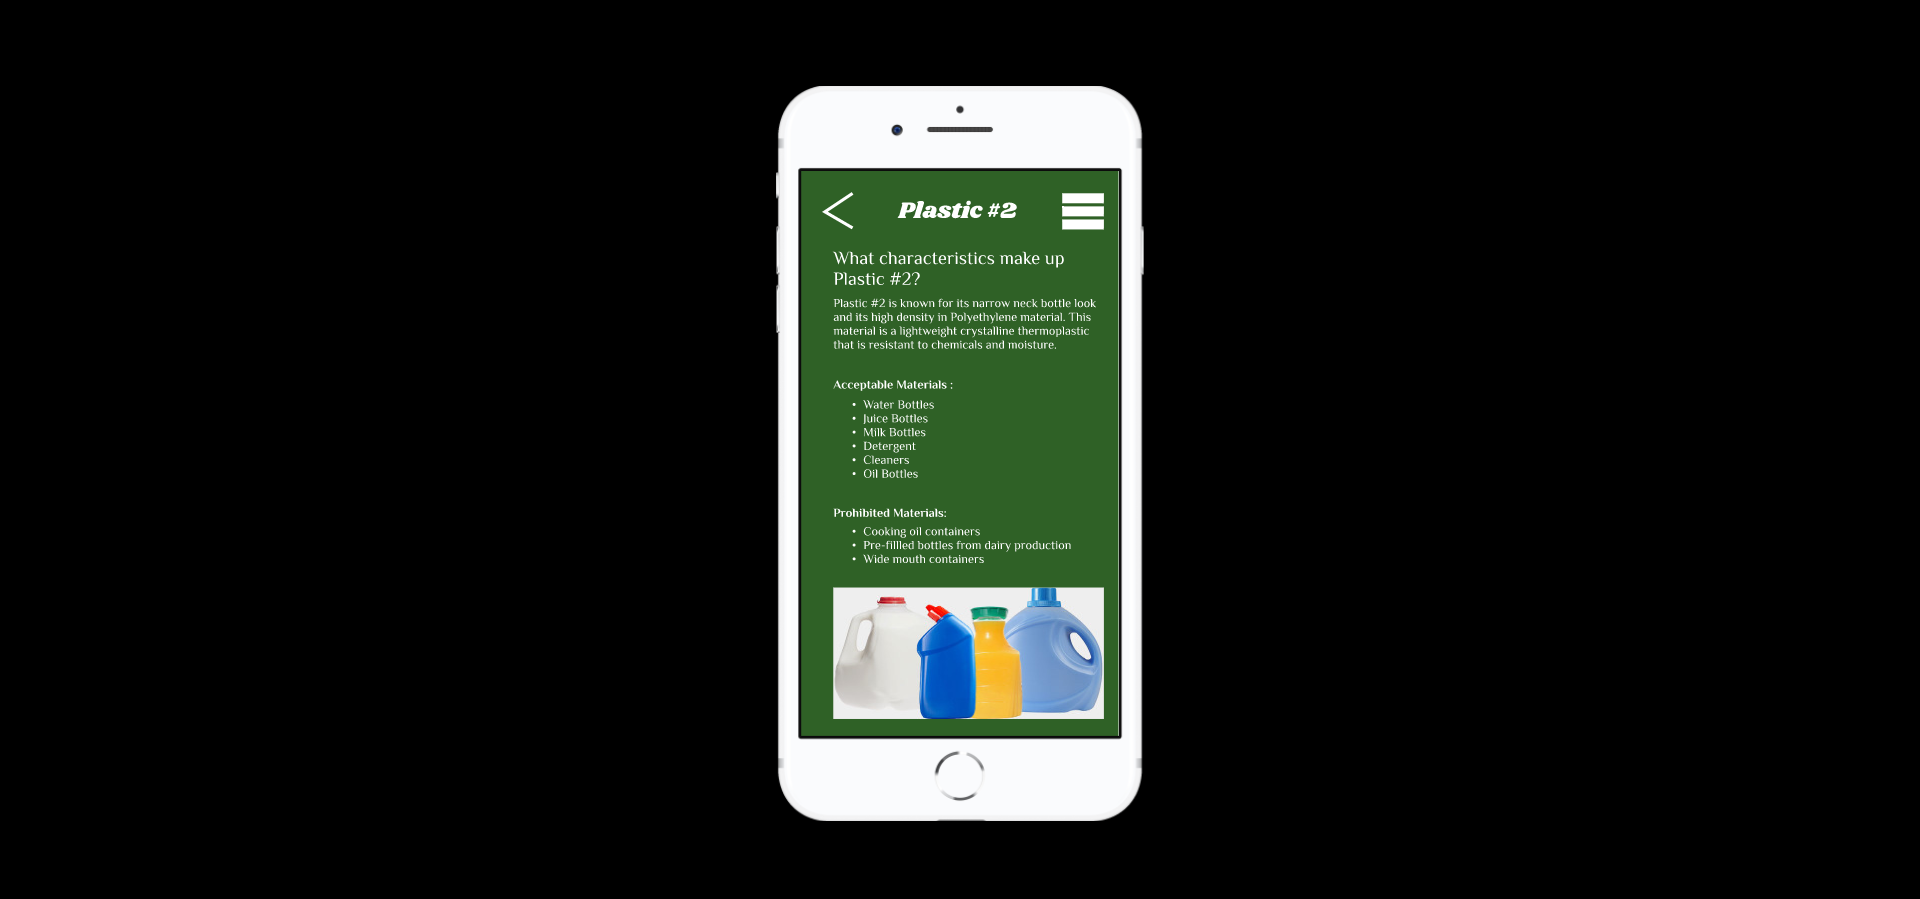 Plastic #2
What characteristics make up
Plastic #2?
Plastic #2 is known for its narrow neck bottle look
and its high density in Polyethylene material. This
material is a lightweight crystalline thermoplastic
that is resistant to chemicals and moisture.
Acceptable Materials :
• Water Bottles
• Juice Bottles
• Milk Bottles
• Detergent
• Cleaners
• Oil Bottles
Prohibited Materials:
• Cooking oil containers
• Pre-fillled bottles from dairy production
• Wide mouth containers